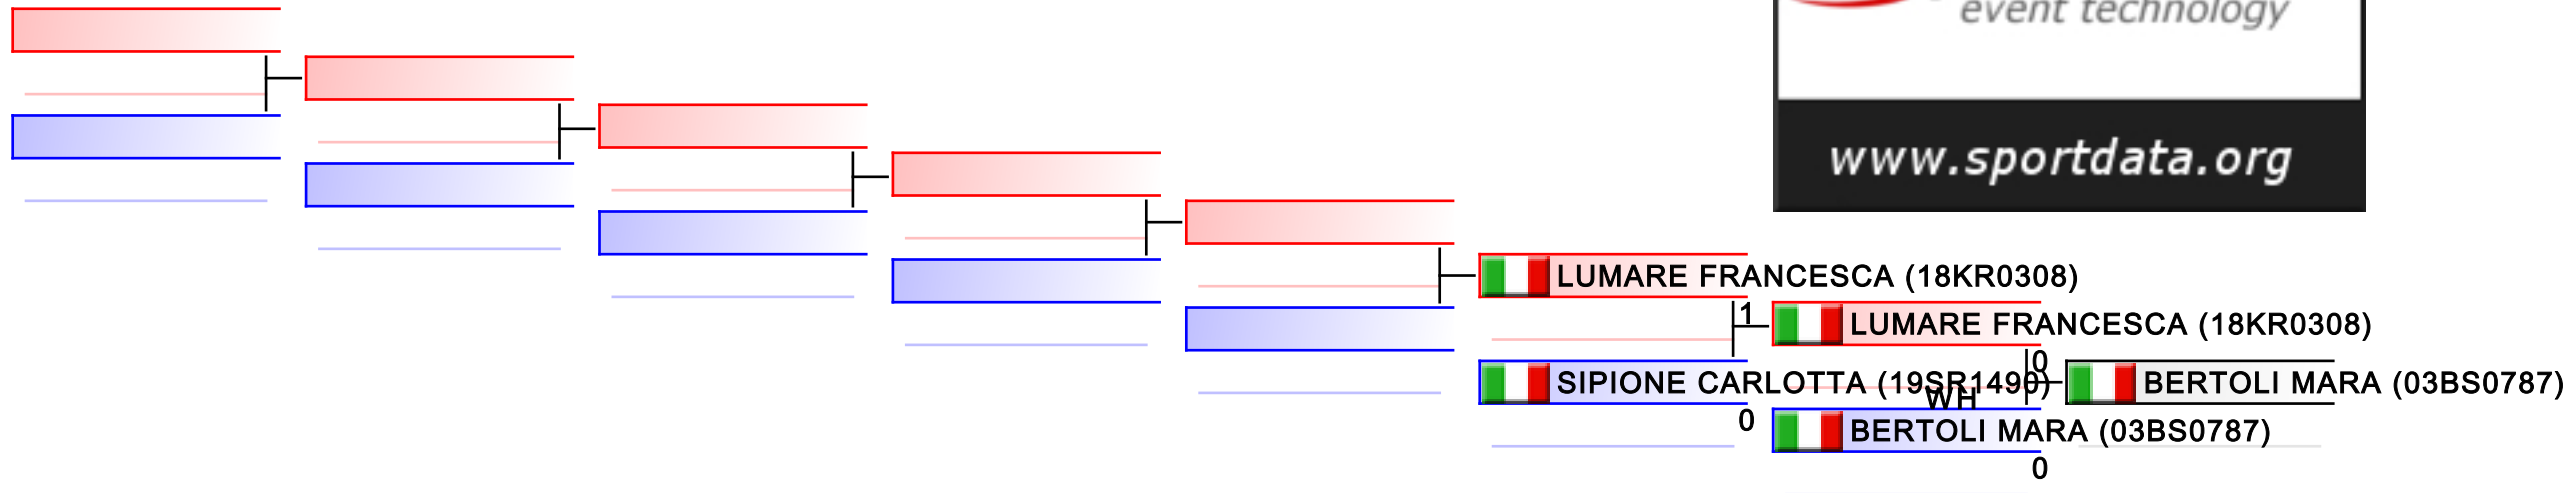 event technology
www.sportdata.org
LUMARE FRANCESCA (18KR0308)
1
LUMARE FRANCESCA (18KR0308)
0
SIPIONE CARLOTTA (19SR1490)
BERTOLI MARA (03BS0787)
WH
0
BERTOLI MARA (03BS0787)
0